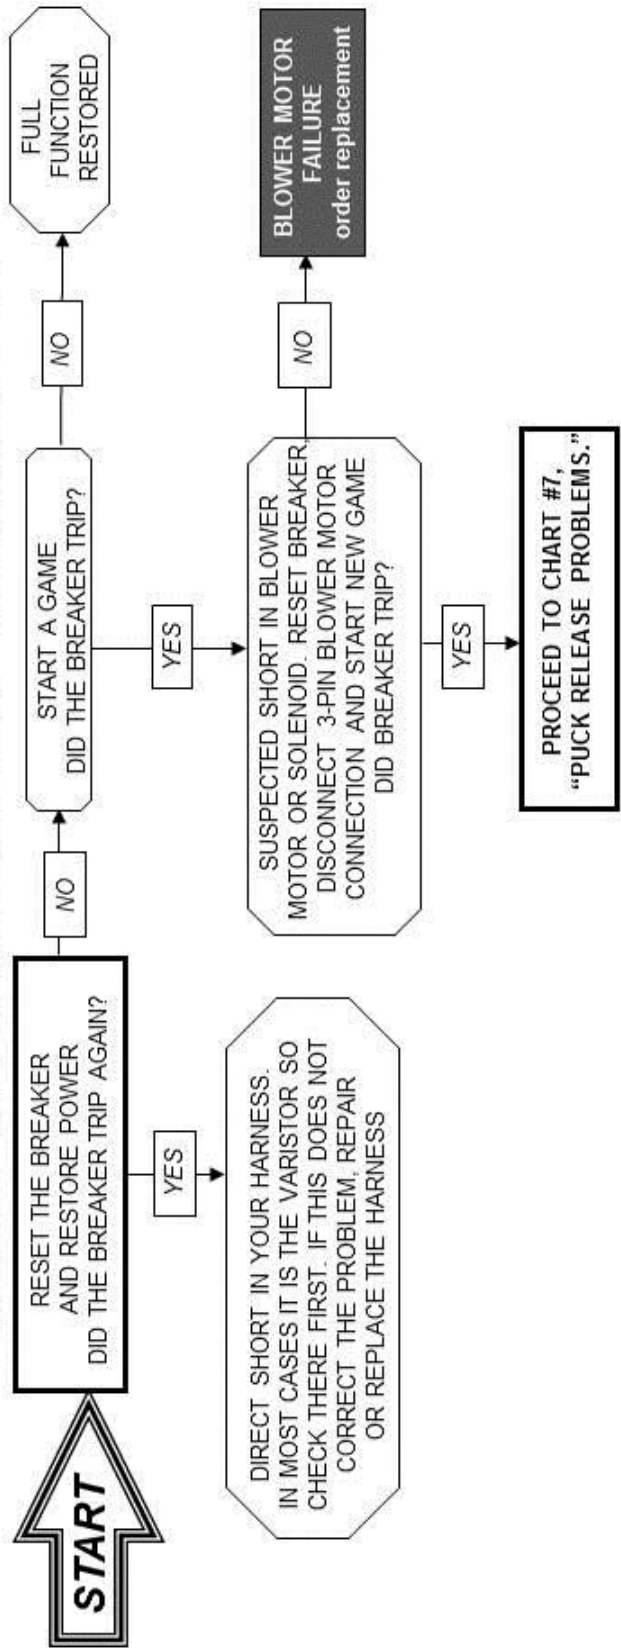 START
RESET THE BREAKER
AND RESTORE POWER
DID THE BREAKER TRIP AGAIN?
NO
START A GAME
DID THE BREAKER TRIP?
NO
FULL
FUNCTION
RESTORED
YES
DIRECT SHORT IN YOUR HARNESS.
IN MOST CASES IT IS THE VARISTOR SO
CHECK THERE FIRST. IF THIS DOES NOT
CORRECT THE PROBLEM, REPAIR
OR REPLACE THE HARNESS
YES
SUSPECTED SHORT IN BLOWER
MOTOR OR SOLENOID. RESET BREAKER,
DISCONNECT 3-PIN BLOWER MOTOR
CONNECTION AND START NEW GAME
DID BREAKER TRIP?
NO
BLOWER MOTOR
FAILURE
order replacement
YES
PROCEED TO CHART #7,
“PUCK RELEASE PROBLEMS.”